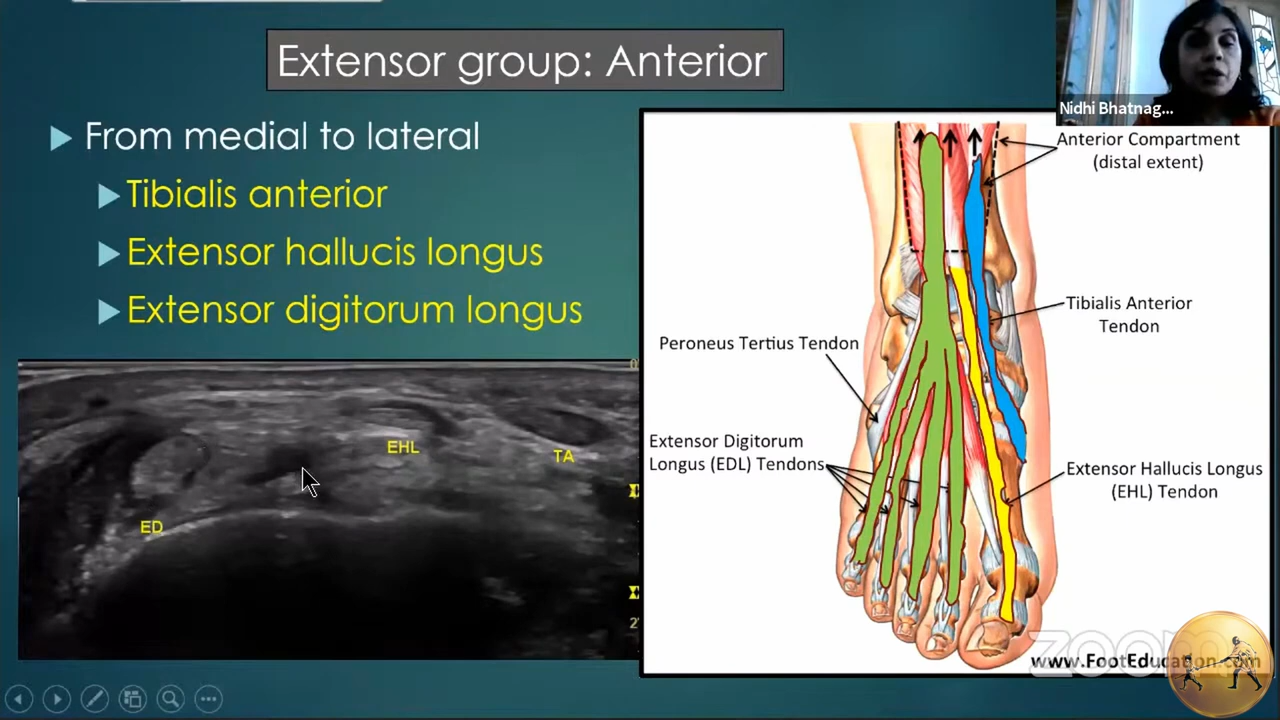 Extensor group: Anterior
Nidhi Bhatnag...
From medial to lateral
Tibialis anterior
Extensor hallucis longus
Extensor digitorum longus
EHL
TA
ED
Anterior Compartment
(distal extent)
Tibialis Anterior
Tendon
Peroneus Tertius Tendon
Extensor Digitorum
Longus (EDL) Tendons
Extensor Hallucis Longus
(EHL) Tendon
zoom
www.FootEducation.com